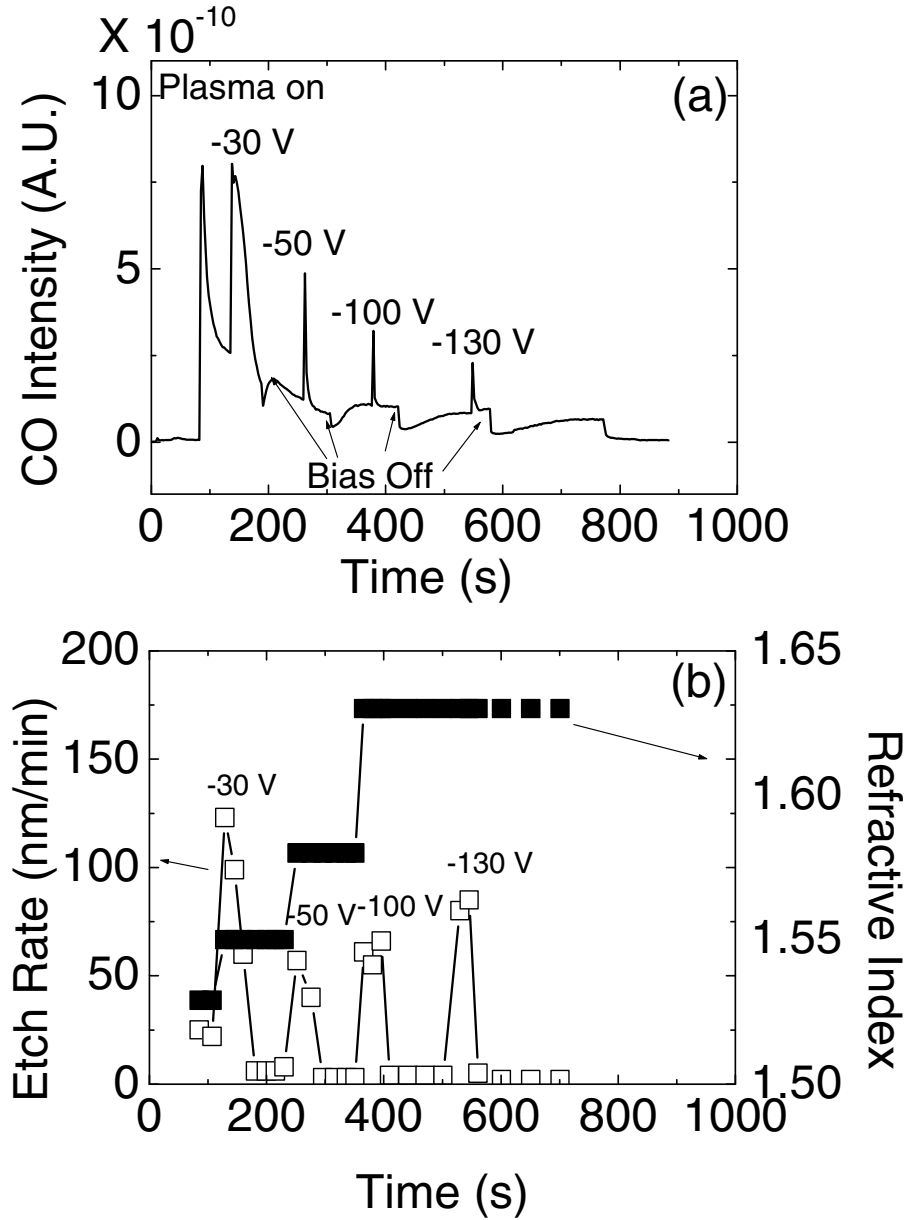 X 10^-10
Plasma on
(a)
10
5
0
CO Intensity (A.U.)
-30 V
-50 V
-100 V
-130 V
Bias Off
0 200 400 600 800 1000
Time (s)
200
150
100
50
0
Etch Rate (nm/min)
(b)
1.65
1.60
1.55
1.50
Refractive Index
-30 V
-50 V
-100 V
-130 V
0 200 400 600 800 1000
Time (s)